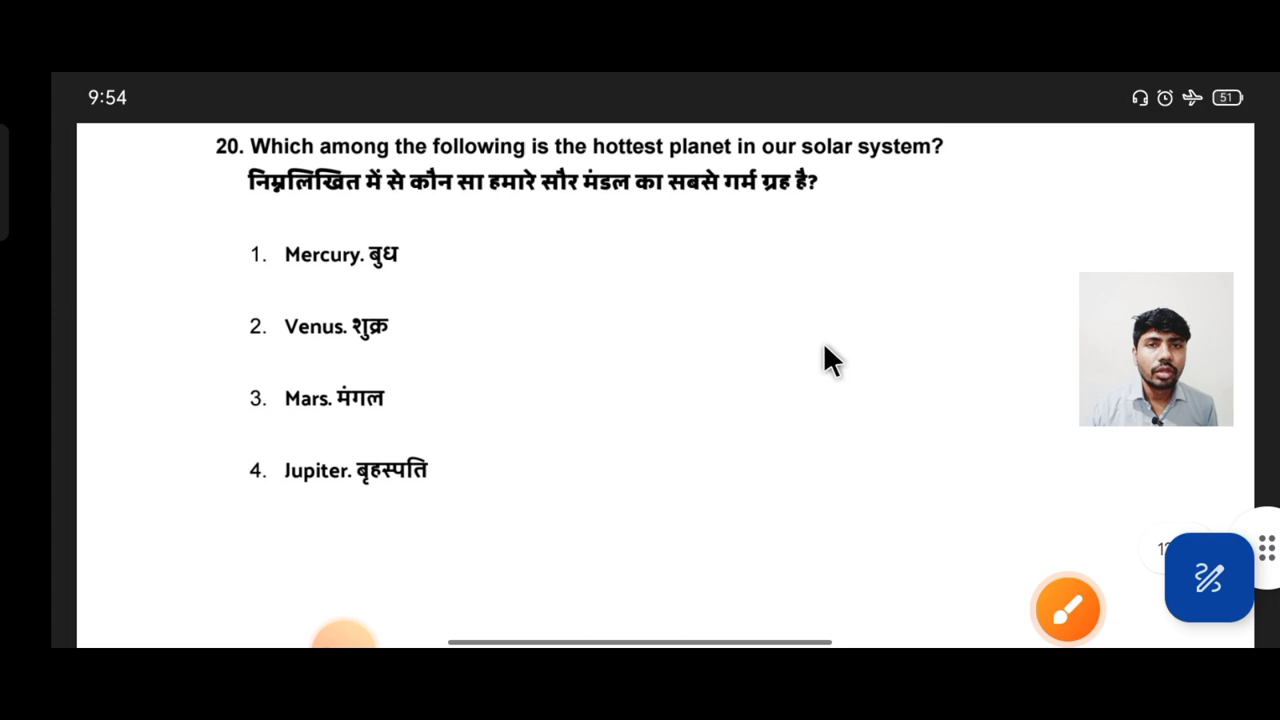 9:54
51
20. Which among the following is the hottest planet in our solar system?
निम्नलिखित में से कौन सा हमारे सौर मंडल का सबसे गर्म ग्रह है?
1. Mercury. बुध
2. Venus. शुक्र
3. Mars. मंगल
4. Jupiter. बृहस्पति